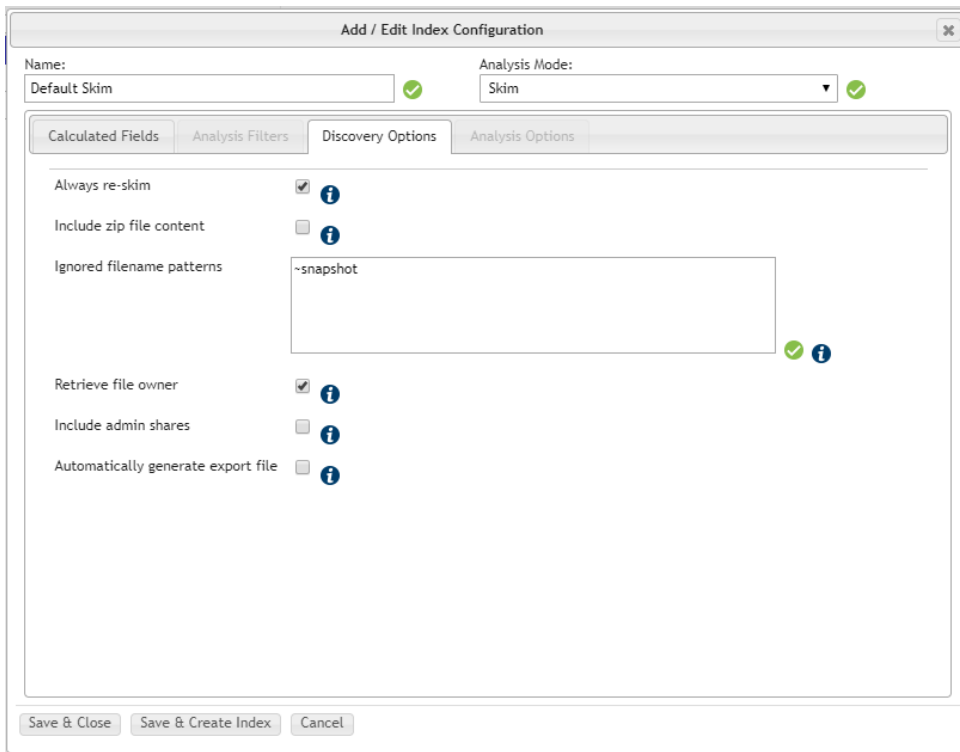 Add / Edit Index Configuration
Name: Analysis Mode:
Default Skim Skim
Calculated Fields Analysis Filters Discovery Options Analysis Options
Always re-skim
Include zip file content
Ignored filename patterns ~snapshot
Retrieve file owner
Include admin shares
Automatically generate export file
Save & Close Save & Create Index Cancel